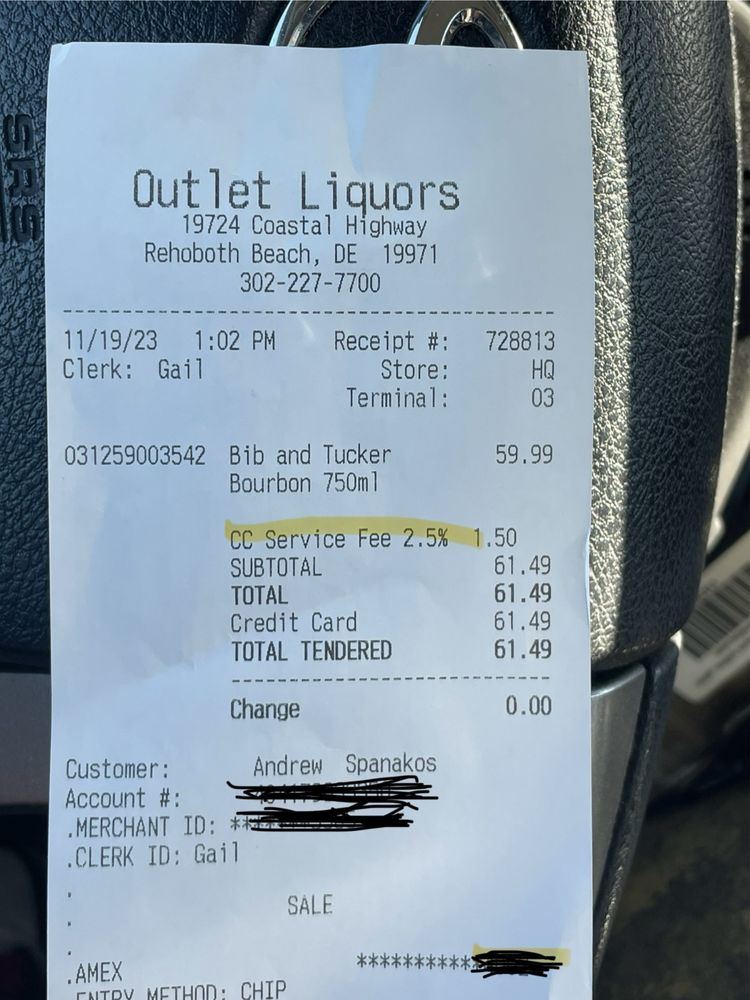 SRS
Outlet Liquors
19724 Coastal Highway
Rehoboth Beach, DE 19971
302-227-7700
11/19/23 1:02 PM Receipt #: 728813
Clerk: Gail Store: HQ
Terminal: 03
031259003542 Bib and Tucker 59.99
Bourbon 750ml
CC Service Fee 2.5% 1.50
SUBTOTAL 61.49
TOTAL 61.49
Credit Card 61.49
TOTAL TENDERED 61.49
Change 0.00
Customer: Andrew Spanakos
Account #:
.MERCHANT ID: **
.CLERK ID: Gail
.
. SALE
.
.AMEX ***********
ENTRY METHOD: CHIP